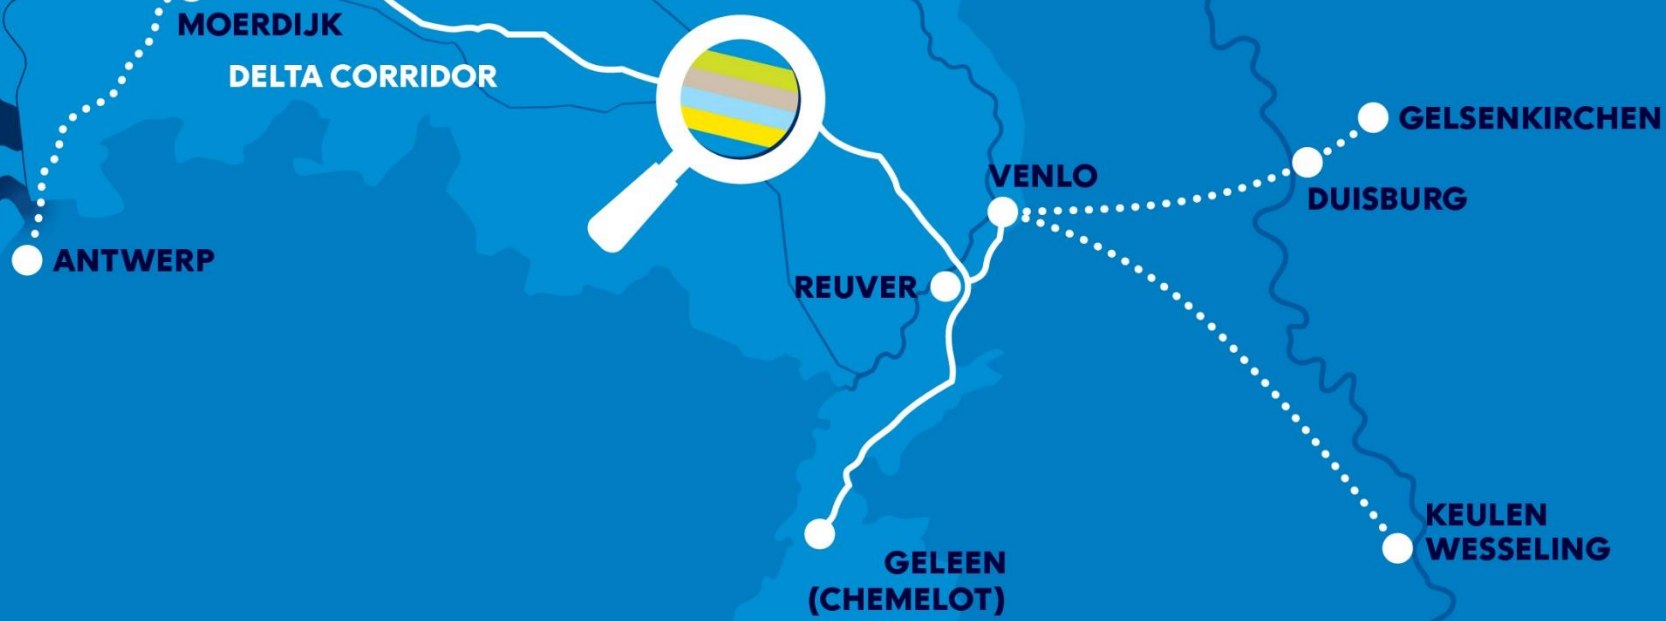 MOERDIJK
DELTA CORRIDOR
GELSENKIRCHEN
VENLO
DUISBURG
ANTWERP
REUVER
KEULEN
WESSELING
GELEEN
(CHEMELOT)